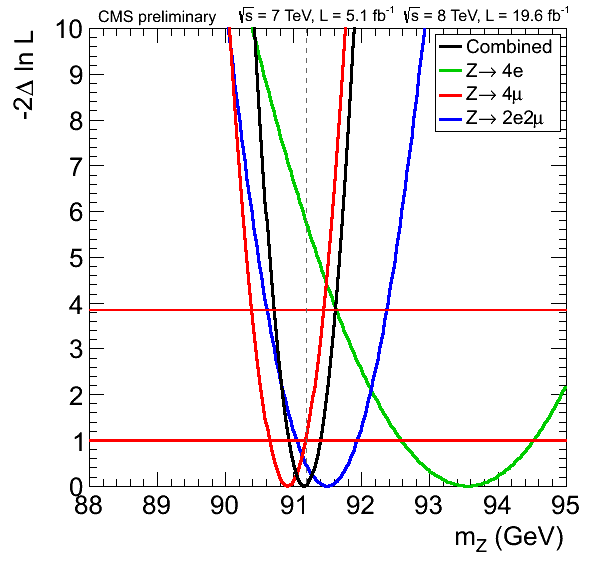 CMS preliminary √s = 7 TeV, L = 5.1 fb⁻¹ √s = 8 TeV, L = 19.6 fb⁻¹
-2Δ ln L
10
9
8
7
6
5
4
3
2
1
0
Combined
Z→ 4e
Z→ 4μ
Z→ 2e2μ
88 89 90 91 92 93 94 95
m_Z (GeV)